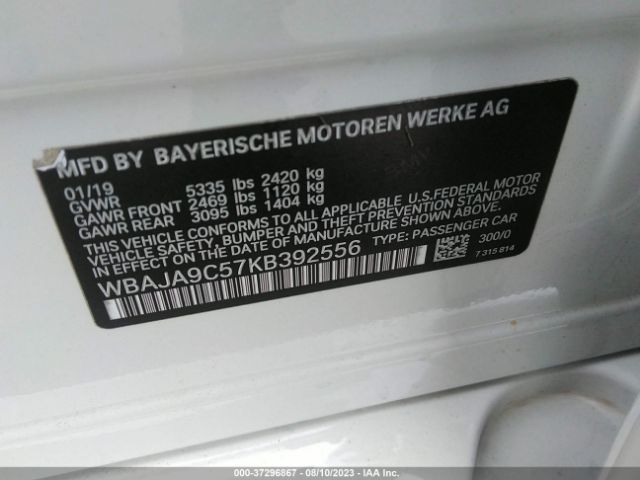 MFD BY BAYERISCHE MOTOREN WERKE AG
01/19
GVWR 5335 lbs 2420 kg
GAWR FRONT 2469 lbs 1120 kg
GAWR REAR 3095 lbs 1404 kg
THIS VEHICLE CONFORMS TO ALL APPLICABLE U.S.FEDERAL MOTOR
VEHICLE SAFETY, BUMPER AND THEFT PREVENTION STANDARDS
IN EFFECT ON THE DATE OF MANUFACTURE SHOWN ABOVE.
WBAJA9C57KB392556 TYPE: PASSENGER CAR
300/0
7 315 814
000-37296867 - 08/10/2023 - IAA Inc.